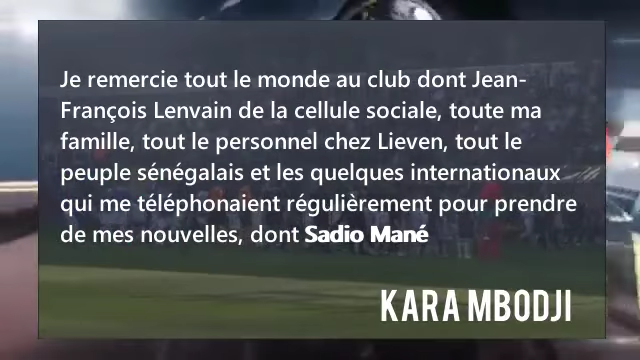 Je remercie tout le monde au club dont Jean-
François Lenvain de la cellule sociale, toute ma
famille, tout le personnel chez Lieven, tout le
peuple sénégalais et les quelques internationaux
qui me téléphonaient régulièrement pour prendre
de mes nouvelles, dont Sadio Mané
KARA MBODJI